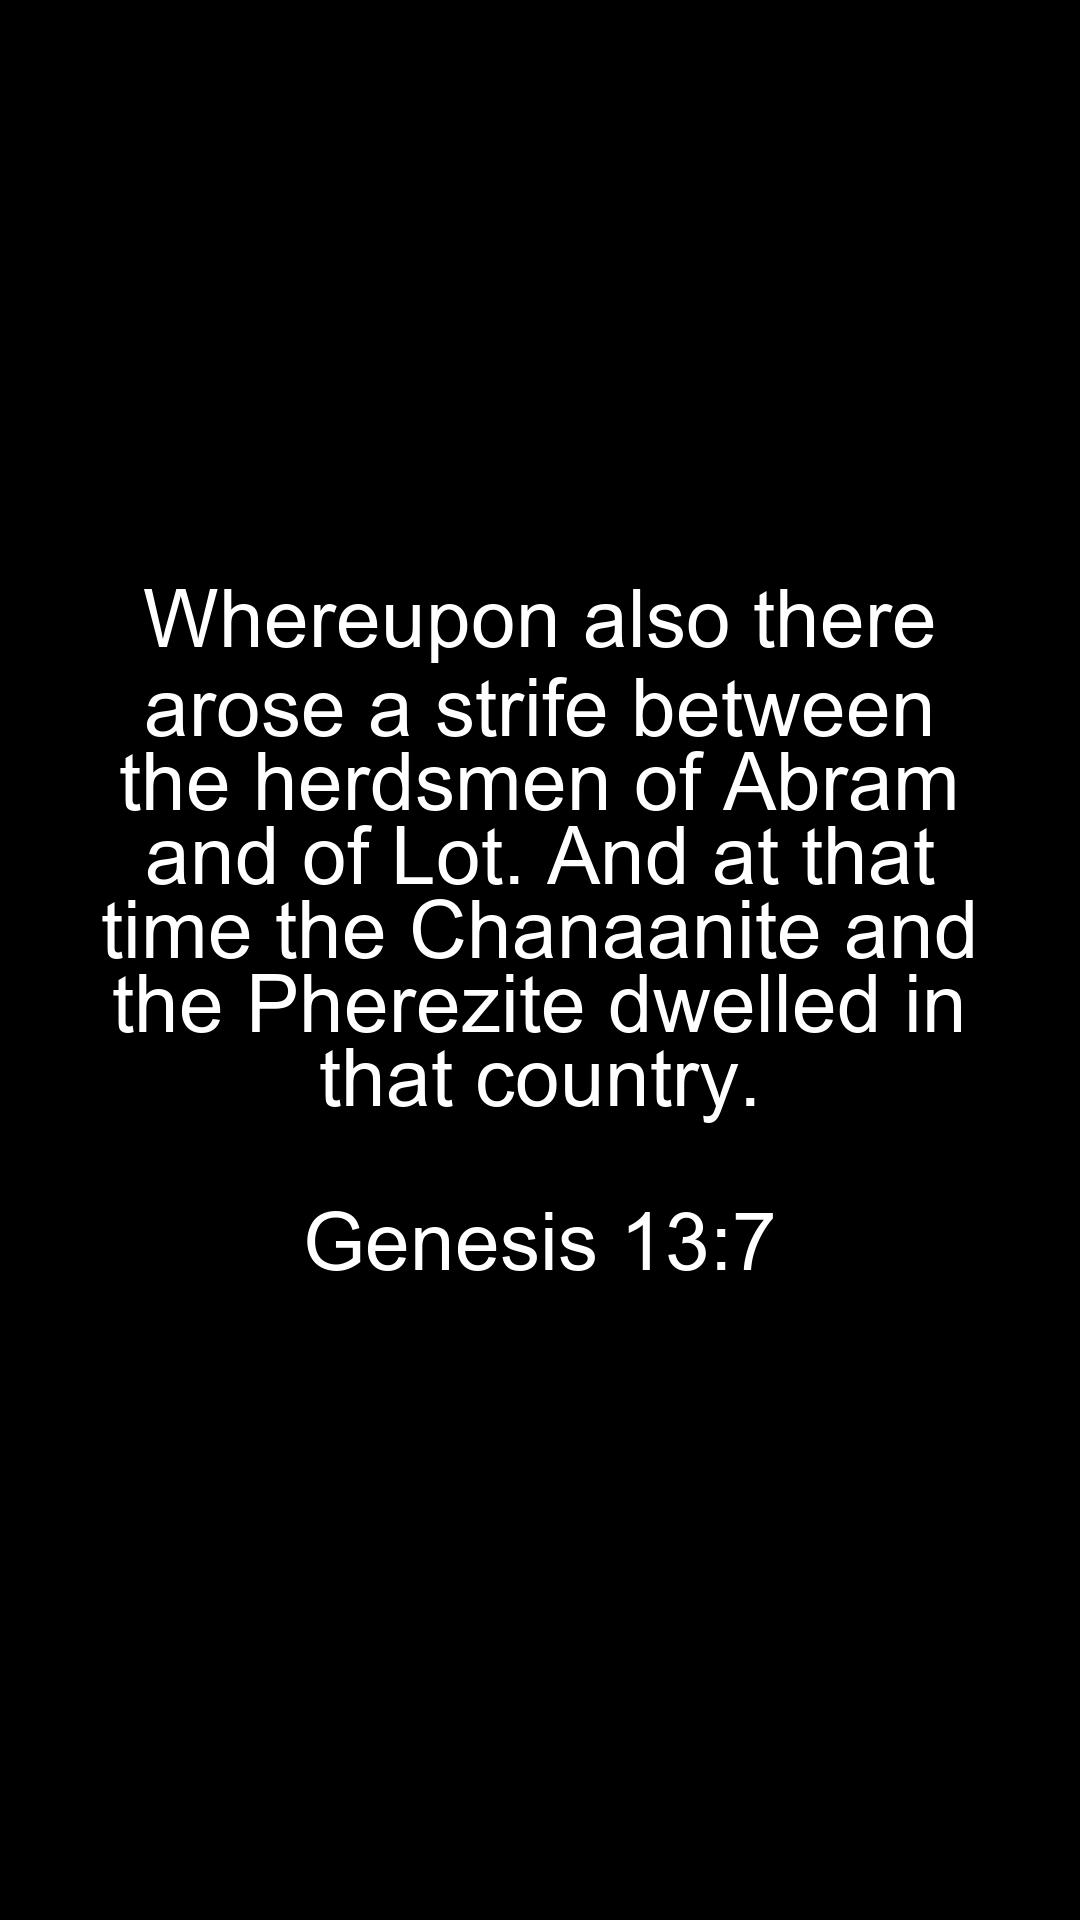 Whereupon also there
arose a strife between
the herdsmen of Abram
and of Lot. And at that
time the Chanaanite and
the Pherezite dwelled in
that country.
Genesis 13:7